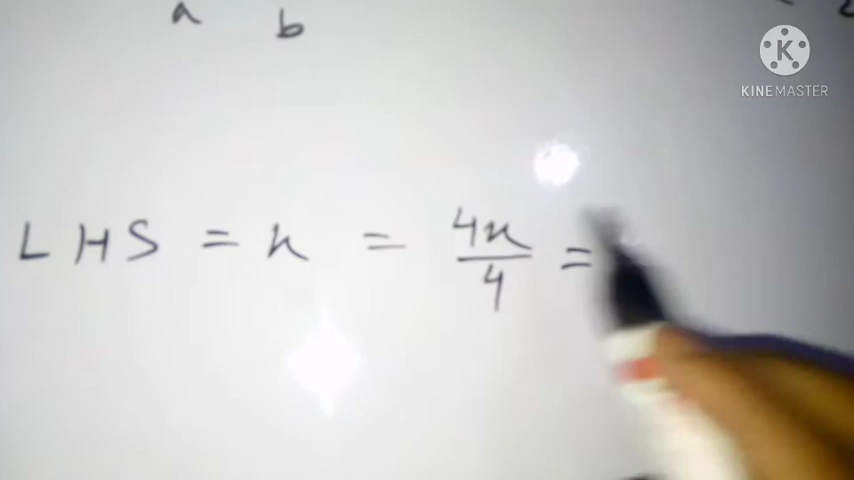 a b
KINEMASTER
LHS = x = 4x/4 =